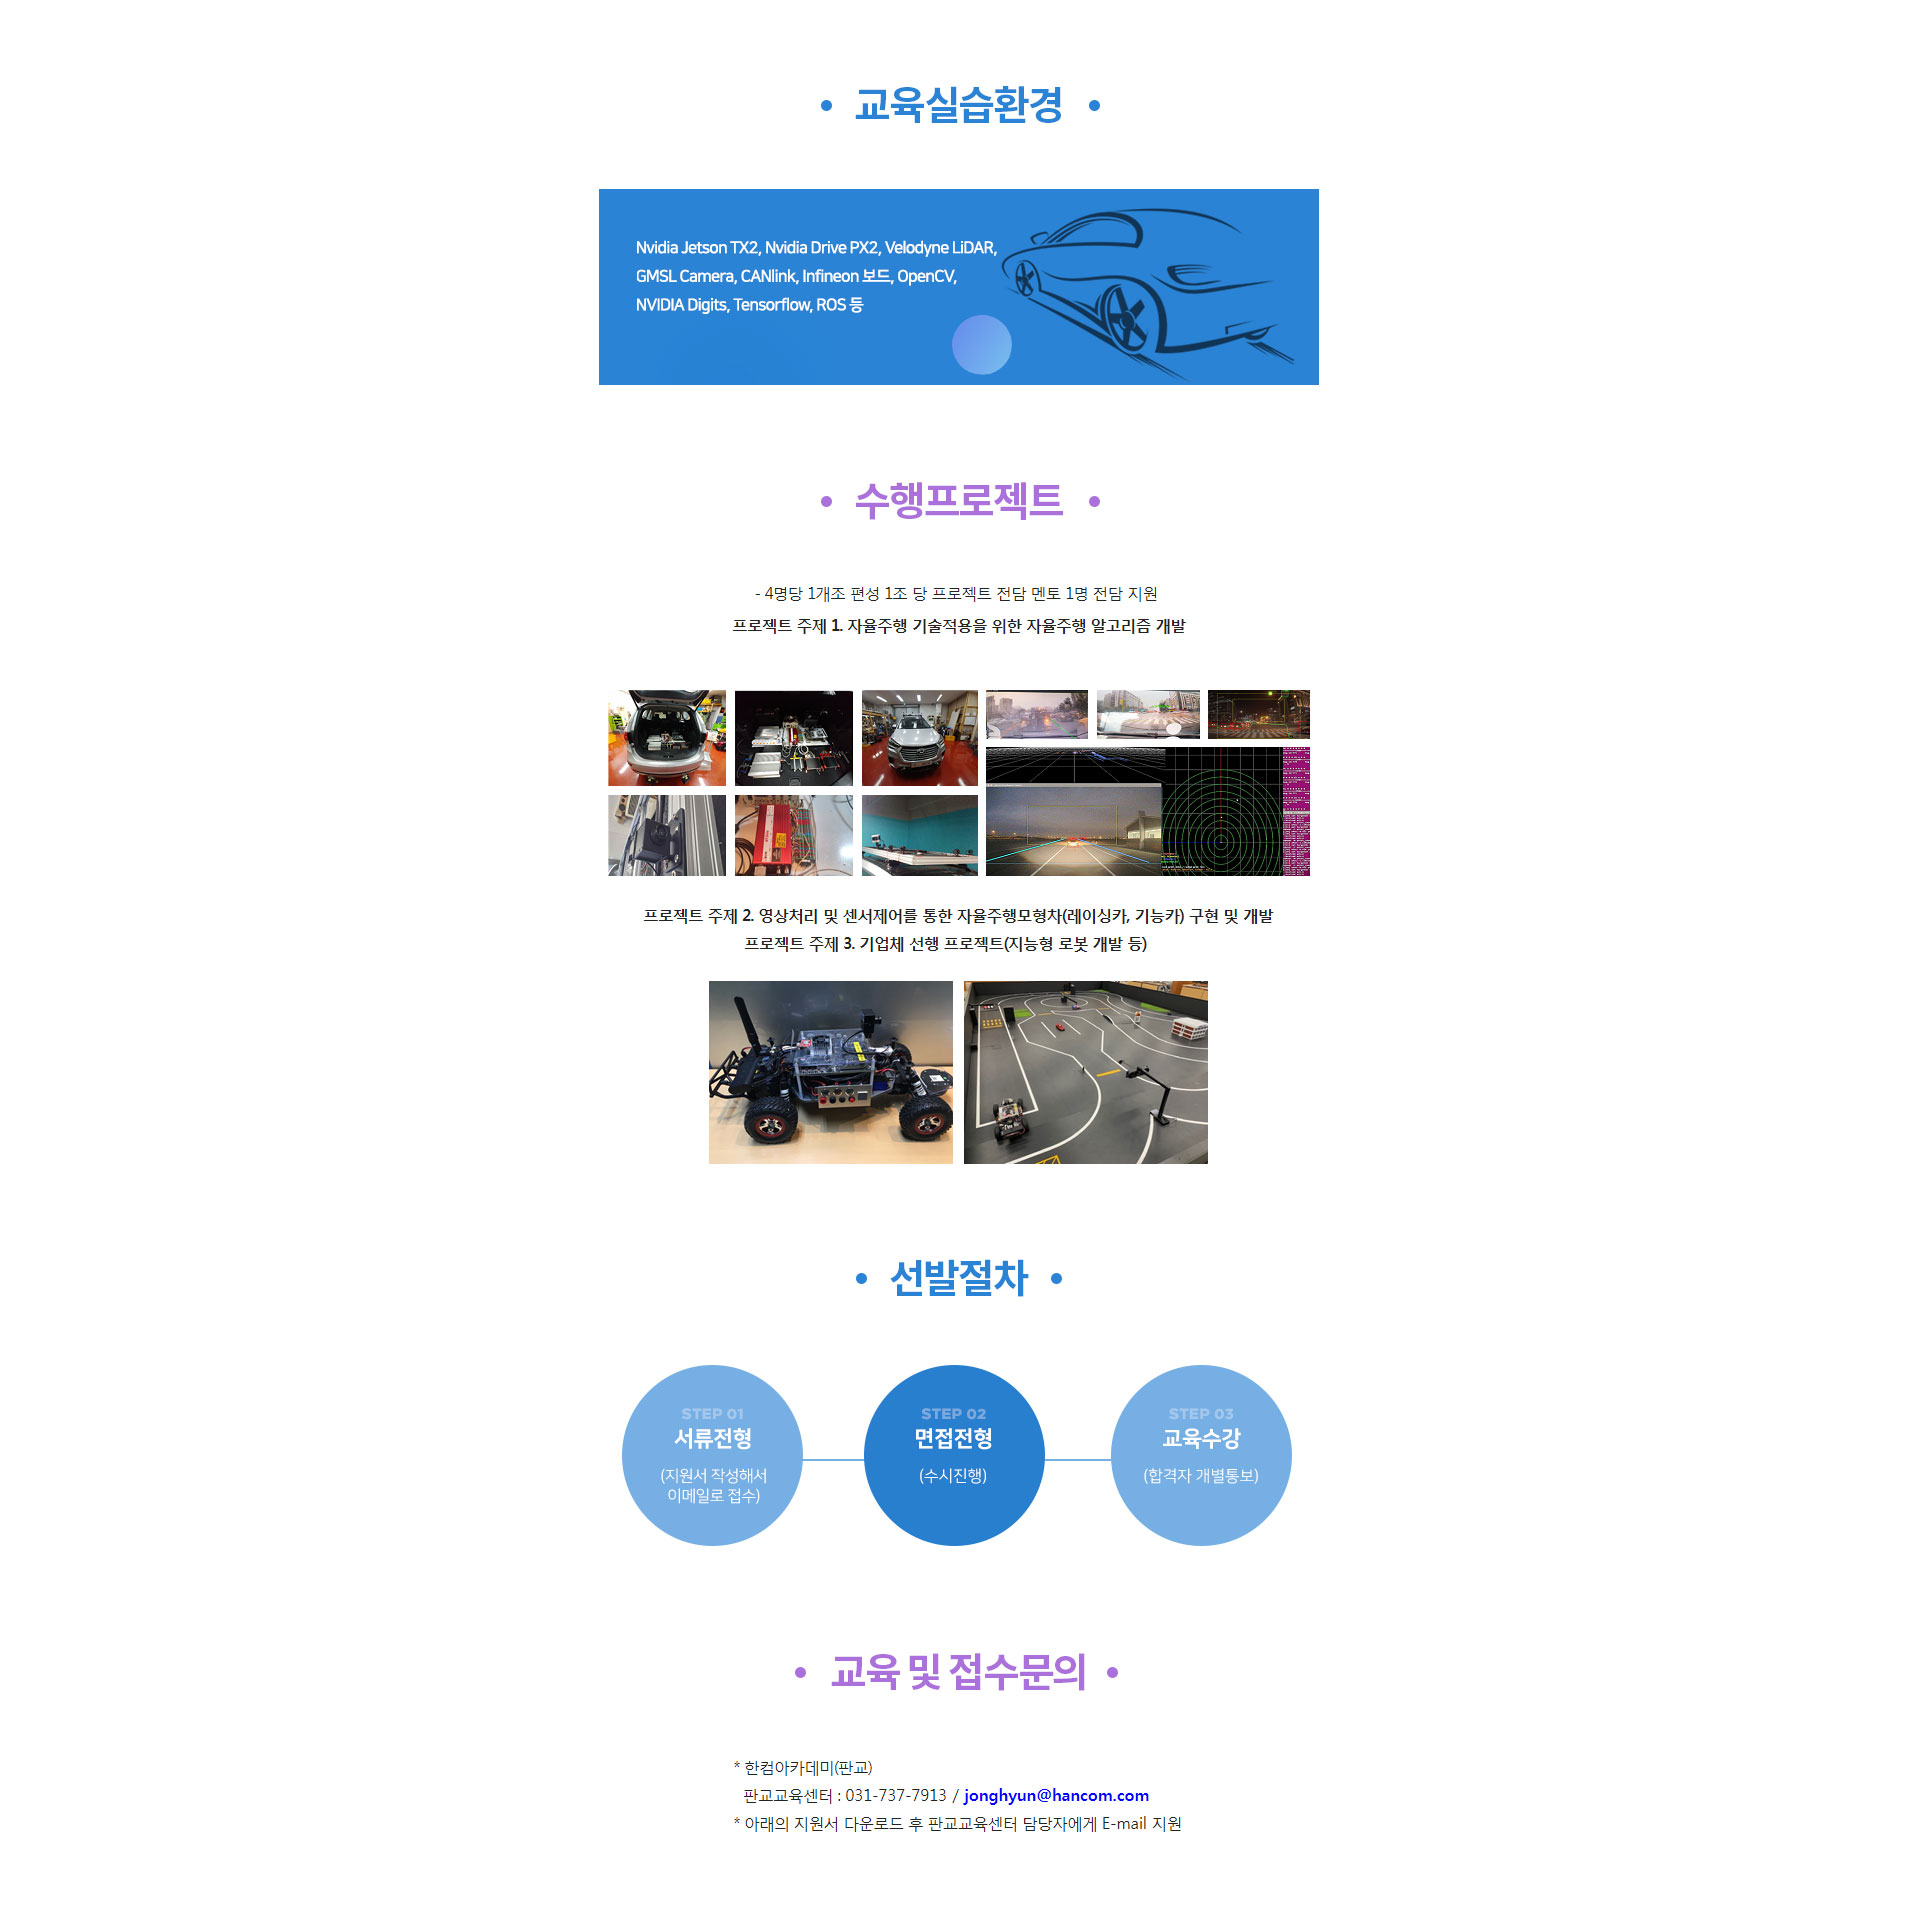 교육실습환경
Nvidia Jetson TX2, Nvidia Drive PX2, Velodyne LiDAR,
GMSL Camera, CANlink, Infineon 보드, OpenCV,
NVIDIA Digits, Tensorflow, ROS 등
수행프로젝트
- 4명당 1개조 편성 1조 당 프로젝트 전담 멘토 1명 전담 지원
프로젝트 주제 1. 자율주행 기술적용을 위한 자율주행 알고리즘 개발
프로젝트 주제 2. 영상처리 및 센서제어를 통한 자율주행모형차(레이싱카, 기능카) 구현 및 개발
프로젝트 주제 3. 기업체 선행 프로젝트(지능형 로봇 개발 등)
선발절차
STEP 01
서류전형
(지원서 작성해서
이메일로 접수)
STEP 02
면접전형
(수시진행)
STEP 03
교육수강
(합격자 개별통보)
교육 및 접수문의
* 한컴아카데미(판교)
판교교육센터 : 031-737-7913 / jonghyun@hancom.com
* 아래의 지원서 다운로드 후 판교교육센터 담당자에게 E-mail 지원